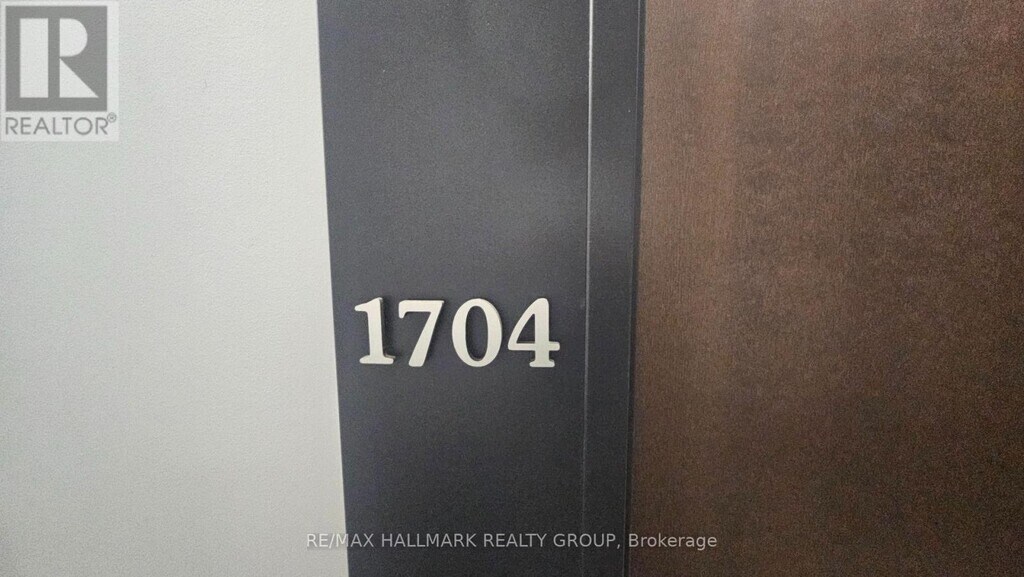 R
REALTOR®
1704
RE/MAX HALLMARK REALTY GROUP, Brokerage